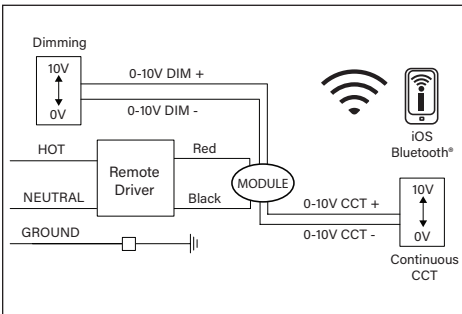 Dimming
10V
0V
0-10V DIM +
0-10V DIM -
iOS
Bluetooth®
HOT
Red
Remote
Driver
MODULE
NEUTRAL
Black
GROUND
0-10V CCT +
0-10V CCT -
10V
0V
Continuous
CCT